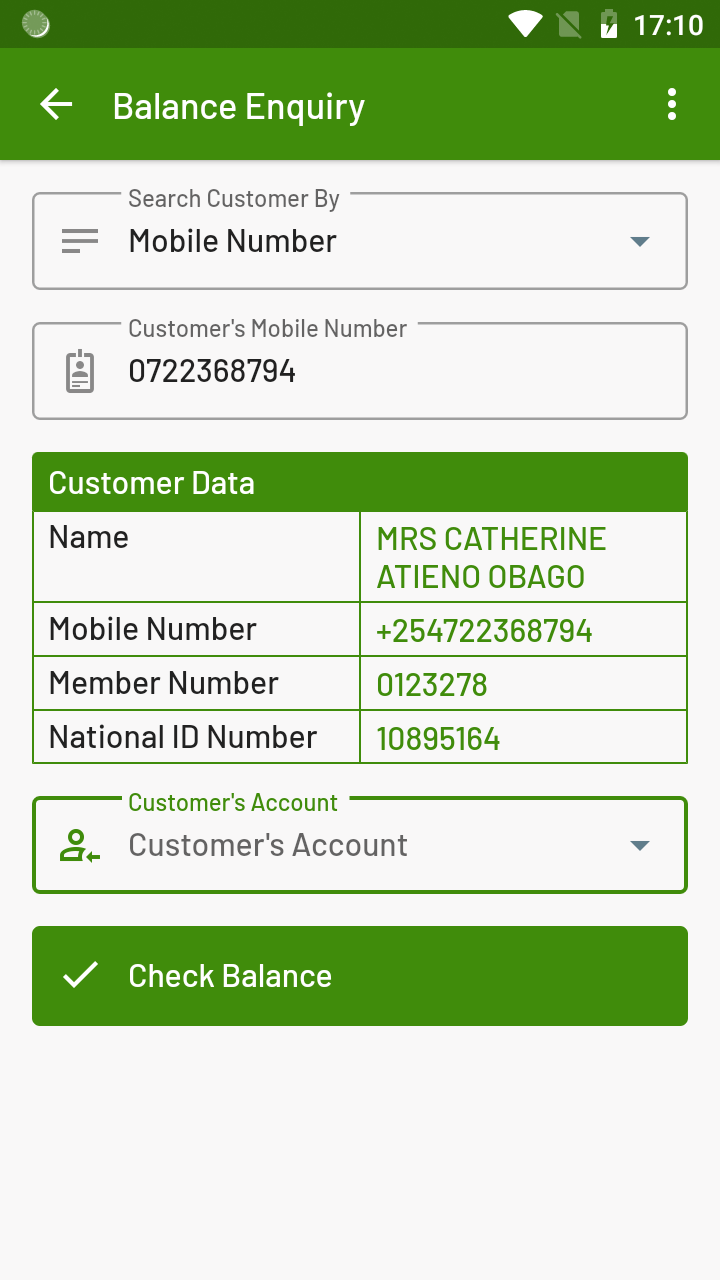 17:10
Balance Enquiry
Search Customer By
Mobile Number
Customer's Mobile Number
0722368794
Customer Data
Name
MRS CATHERINE
ATIENO OBAGO
Mobile Number
+254722368794
Member Number
0123278
National ID Number
10895164
Customer's Account
Customer's Account
Check Balance